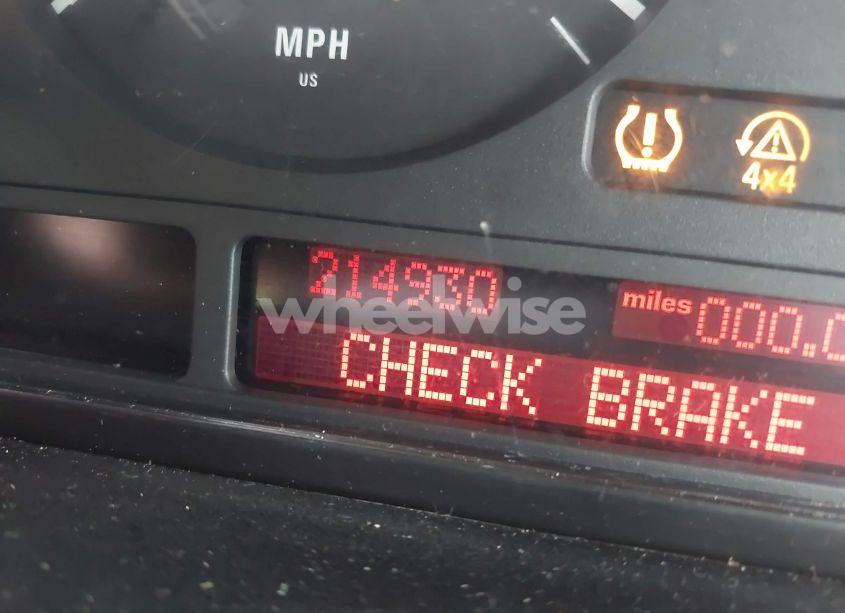 MPH
US
4x4
214930
miles 000.0
wheelwise
CHECK BRAKE